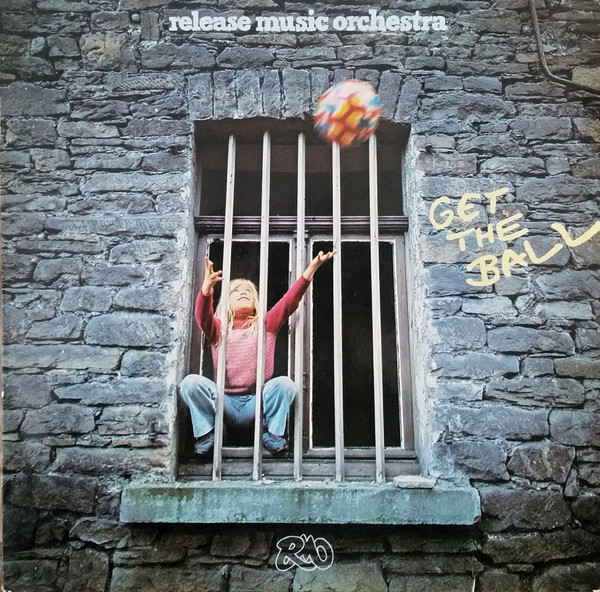 release music orchestra
GET
THE
BALL
RMO